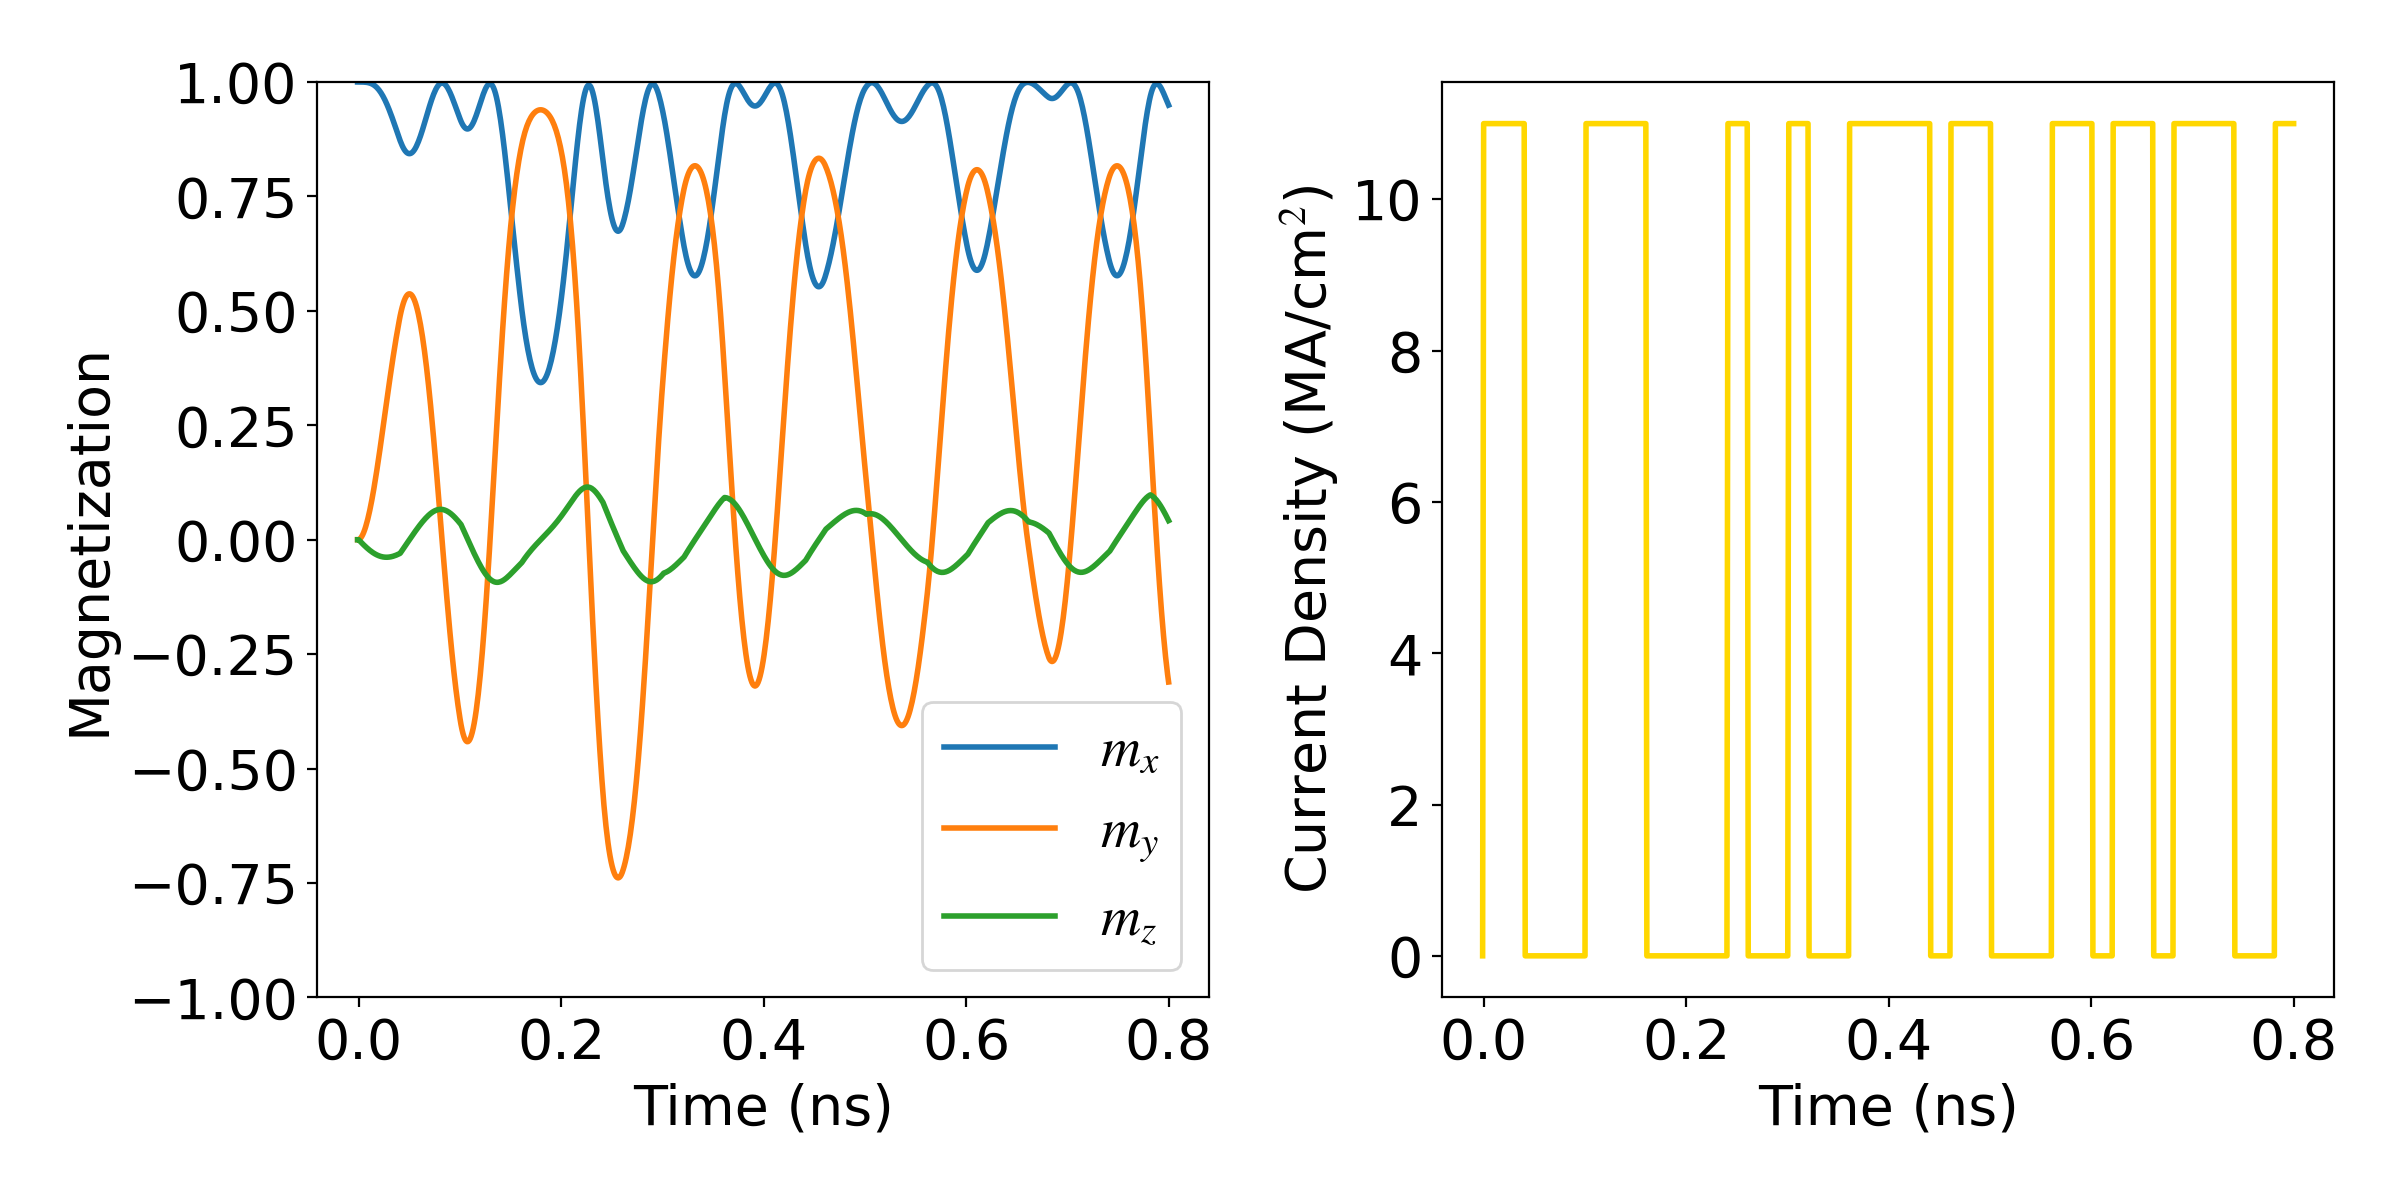 Magnetization
1.00
0.75
0.50
0.25
0.00
−0.25
−0.50
−0.75
−1.00
0.0 0.2 0.4 0.6 0.8
Time (ns)
m_x
m_y
m_z
Current Density (MA/cm²)
10
8
6
4
2
0
0.0 0.2 0.4 0.6 0.8
Time (ns)